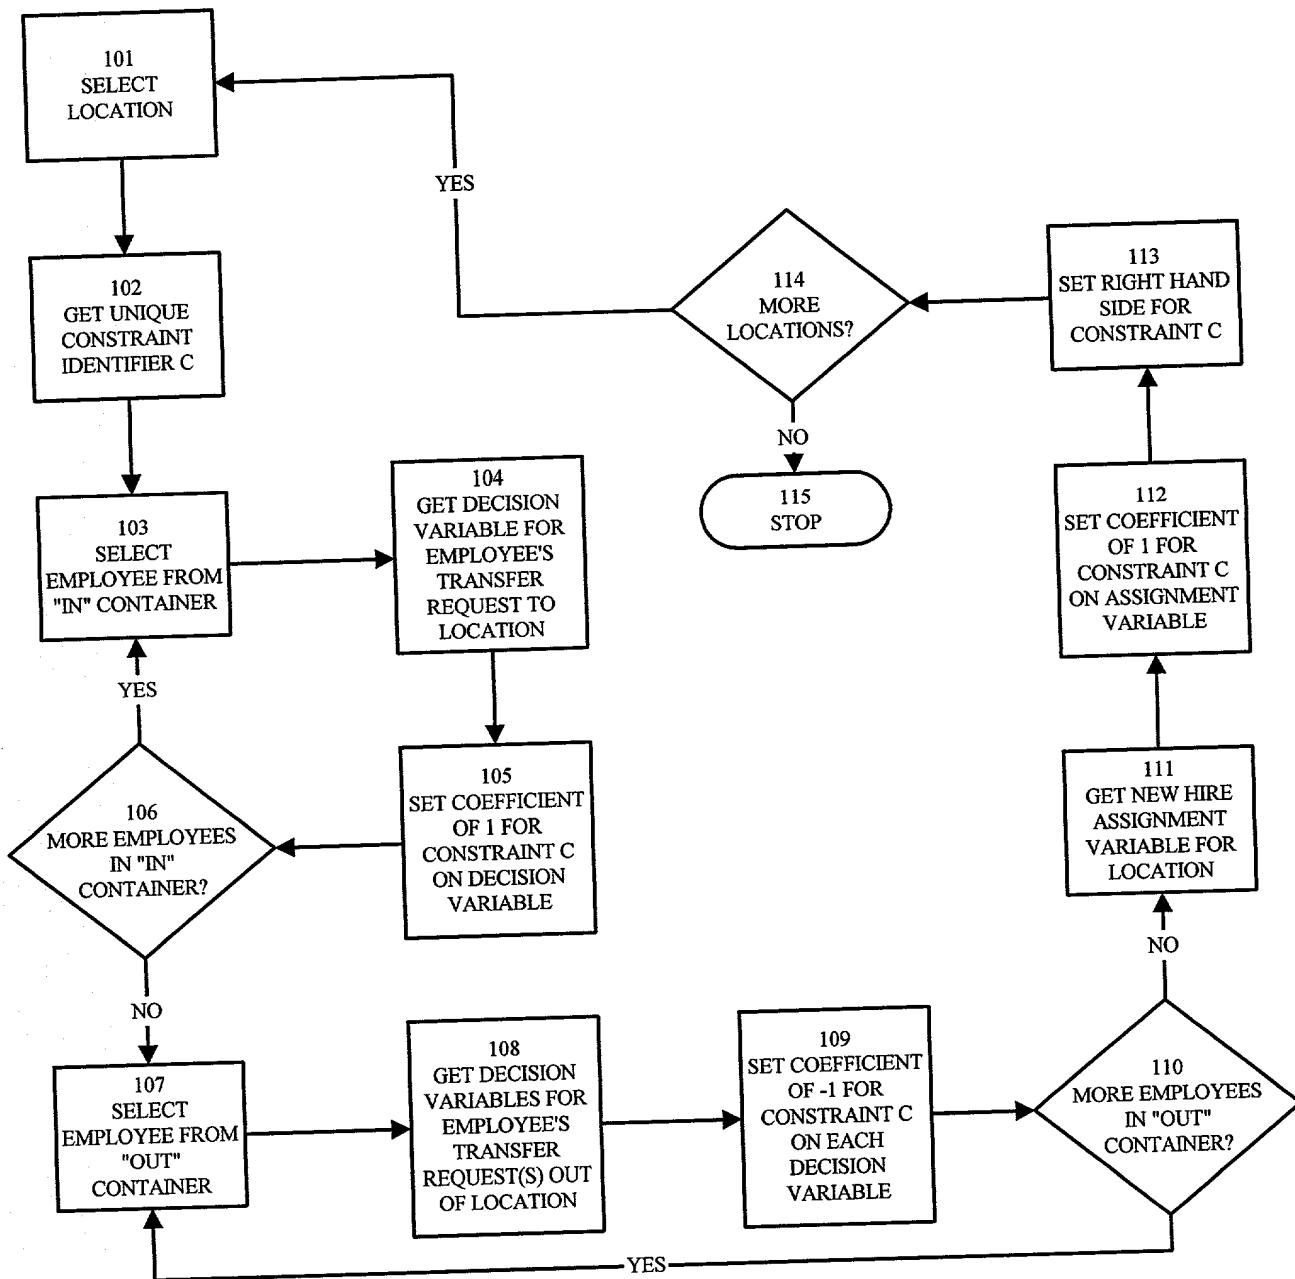 101
SELECT
LOCATION
YES
102
GET UNIQUE
CONSTRAINT
IDENTIFIER C
114
MORE
LOCATIONS?
113
SET RIGHT HAND
SIDE FOR
CONSTRAINT C
NO
115
STOP
103
SELECT
EMPLOYEE FROM
"IN" CONTAINER
104
GET DECISION
VARIABLE FOR
EMPLOYEE'S
TRANSFER
REQUEST TO
LOCATION
112
SET COEFFICIENT
OF 1 FOR
CONSTRAINT C
ON ASSIGNMENT
VARIABLE
YES
105
SET COEFFICIENT
OF 1 FOR
CONSTRAINT C
ON DECISION
VARIABLE
106
MORE EMPLOYEES
IN "IN"
CONTAINER?
111
GET NEW HIRE
ASSIGNMENT
VARIABLE FOR
LOCATION
NO
NO
107
SELECT
EMPLOYEE FROM
"OUT"
CONTAINER
108
GET DECISION
VARIABLES FOR
EMPLOYEE'S
TRANSFER
REQUEST(S) OUT
OF LOCATION
109
SET COEFFICIENT
OF -1 FOR
CONSTRAINT C
ON EACH
DECISION
VARIABLE
110
MORE EMPLOYEES
IN "OUT"
CONTAINER?
YES